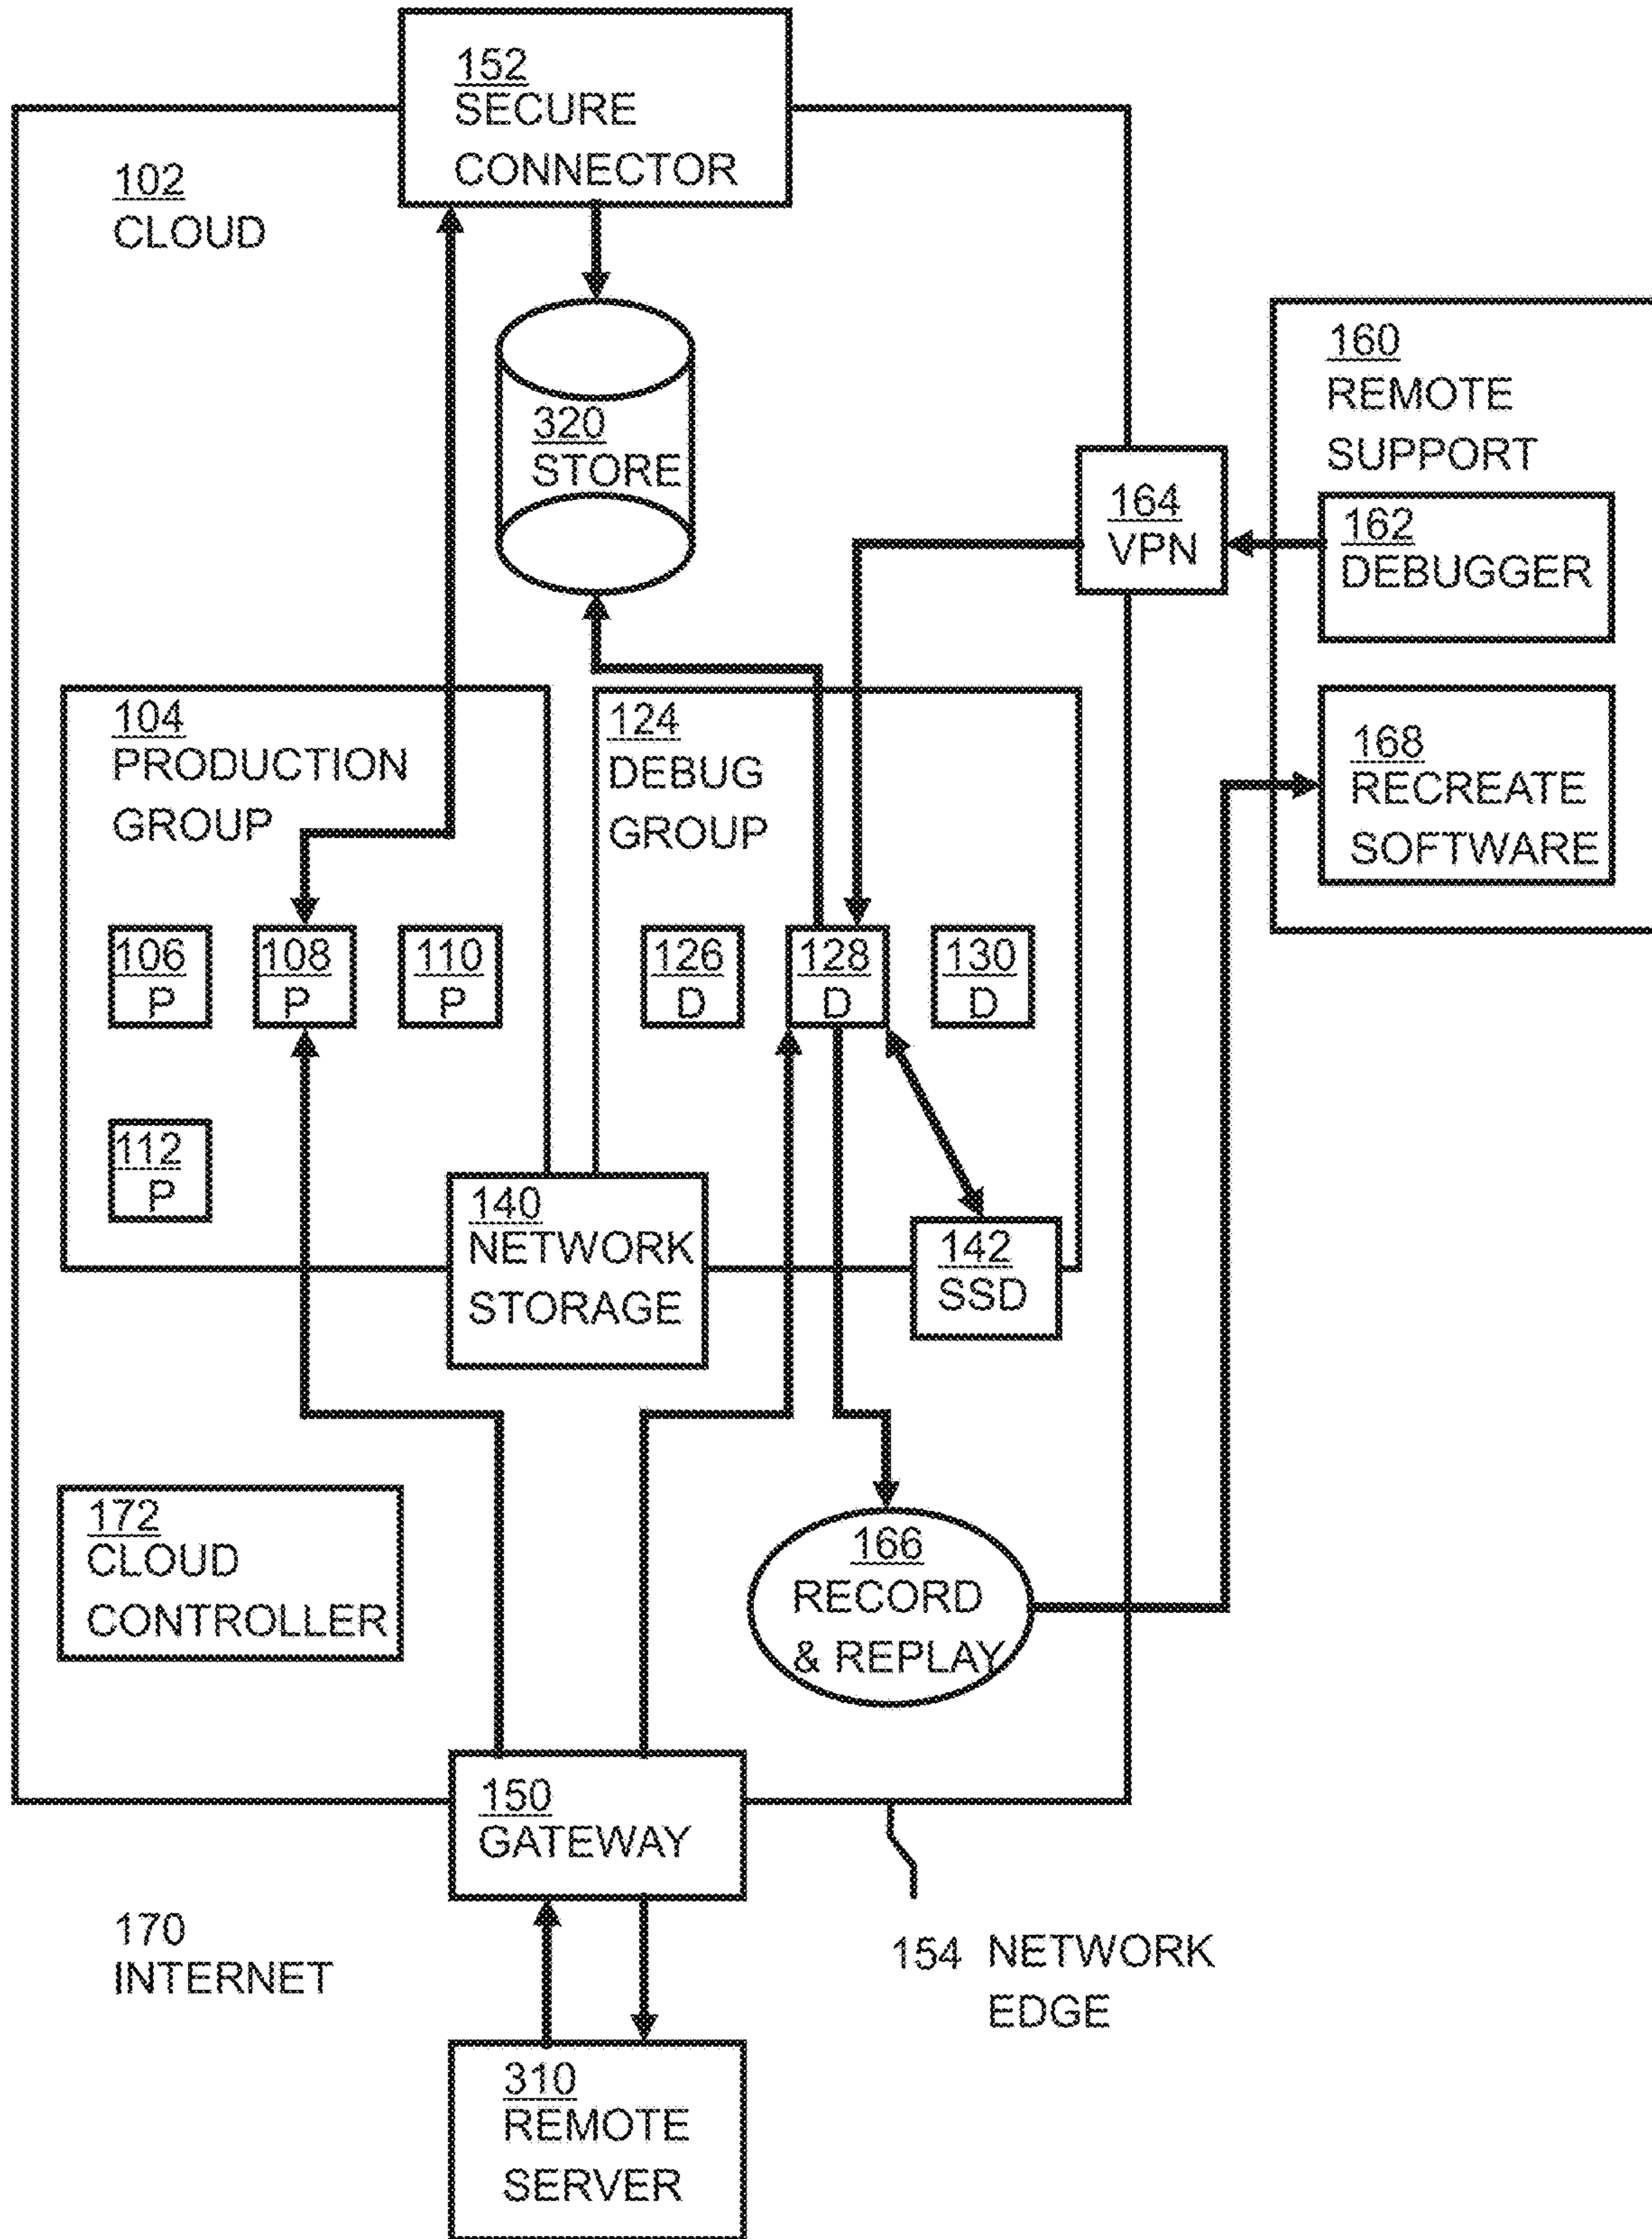 152
SECURE
CONNECTOR
102
CLOUD
320
STORE
160
REMOTE
SUPPORT
164
VPN
162
DEBUGGER
104
PRODUCTION
GROUP
124
DEBUG
GROUP
168
RECREATE
SOFTWARE
106
P
108
P
110
P
126
D
128
D
130
D
112
P
140
NETWORK
STORAGE
142
SSD
172
CLOUD
CONTROLLER
166
RECORD
& REPLAY
150
GATEWAY
170
INTERNET
154 NETWORK
EDGE
310
REMOTE
SERVER